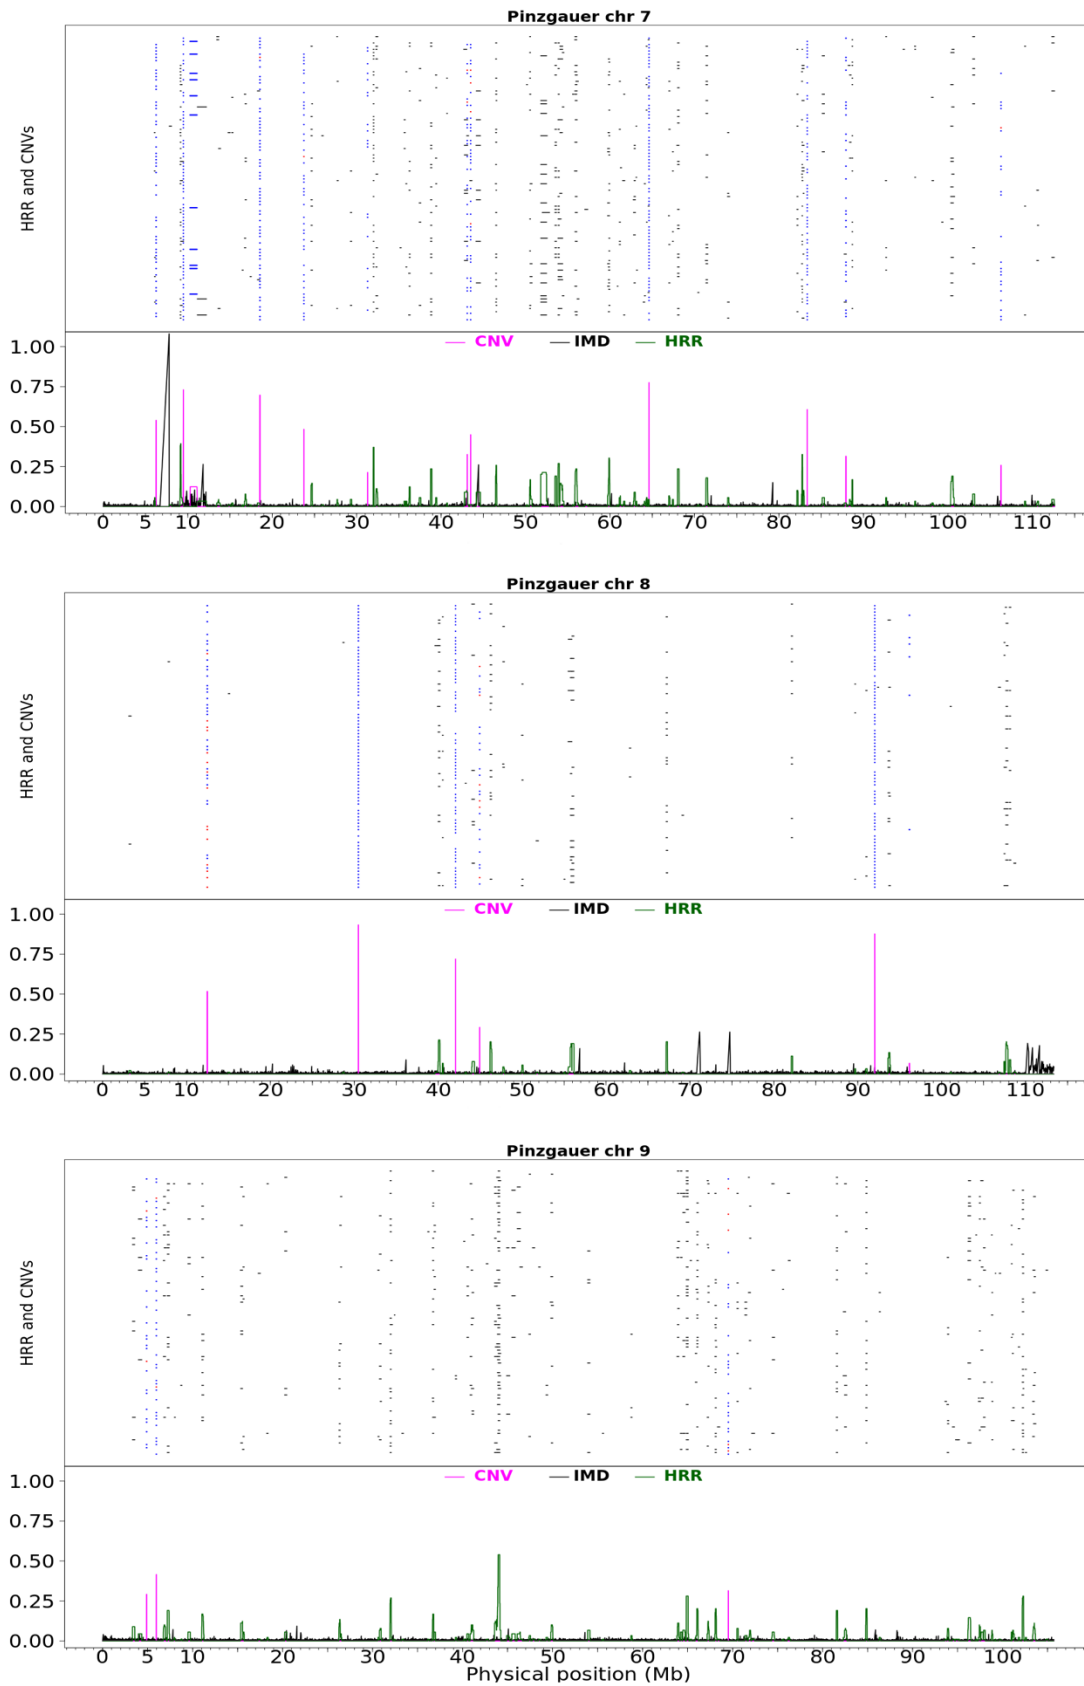 Pinzgauer chr 7
HRR and CNVs
CNV IMD HRR
1.00
0.75
0.50
0.25
0.00
0 5 10 20 30 40 50 60 70 80 90 100 110
Pinzgauer chr 8
HRR and CNVs
CNV IMD HRR
1.00
0.75
0.50
0.25
0.00
0 5 10 20 30 40 50 60 70 80 90 100 110
Pinzgauer chr 9
HRR and CNVs
CNV IMD HRR
1.00
0.75
0.50
0.25
0.00
0 5 10 20 30 40 50 60 70 80 90 100
Physical position (Mb)